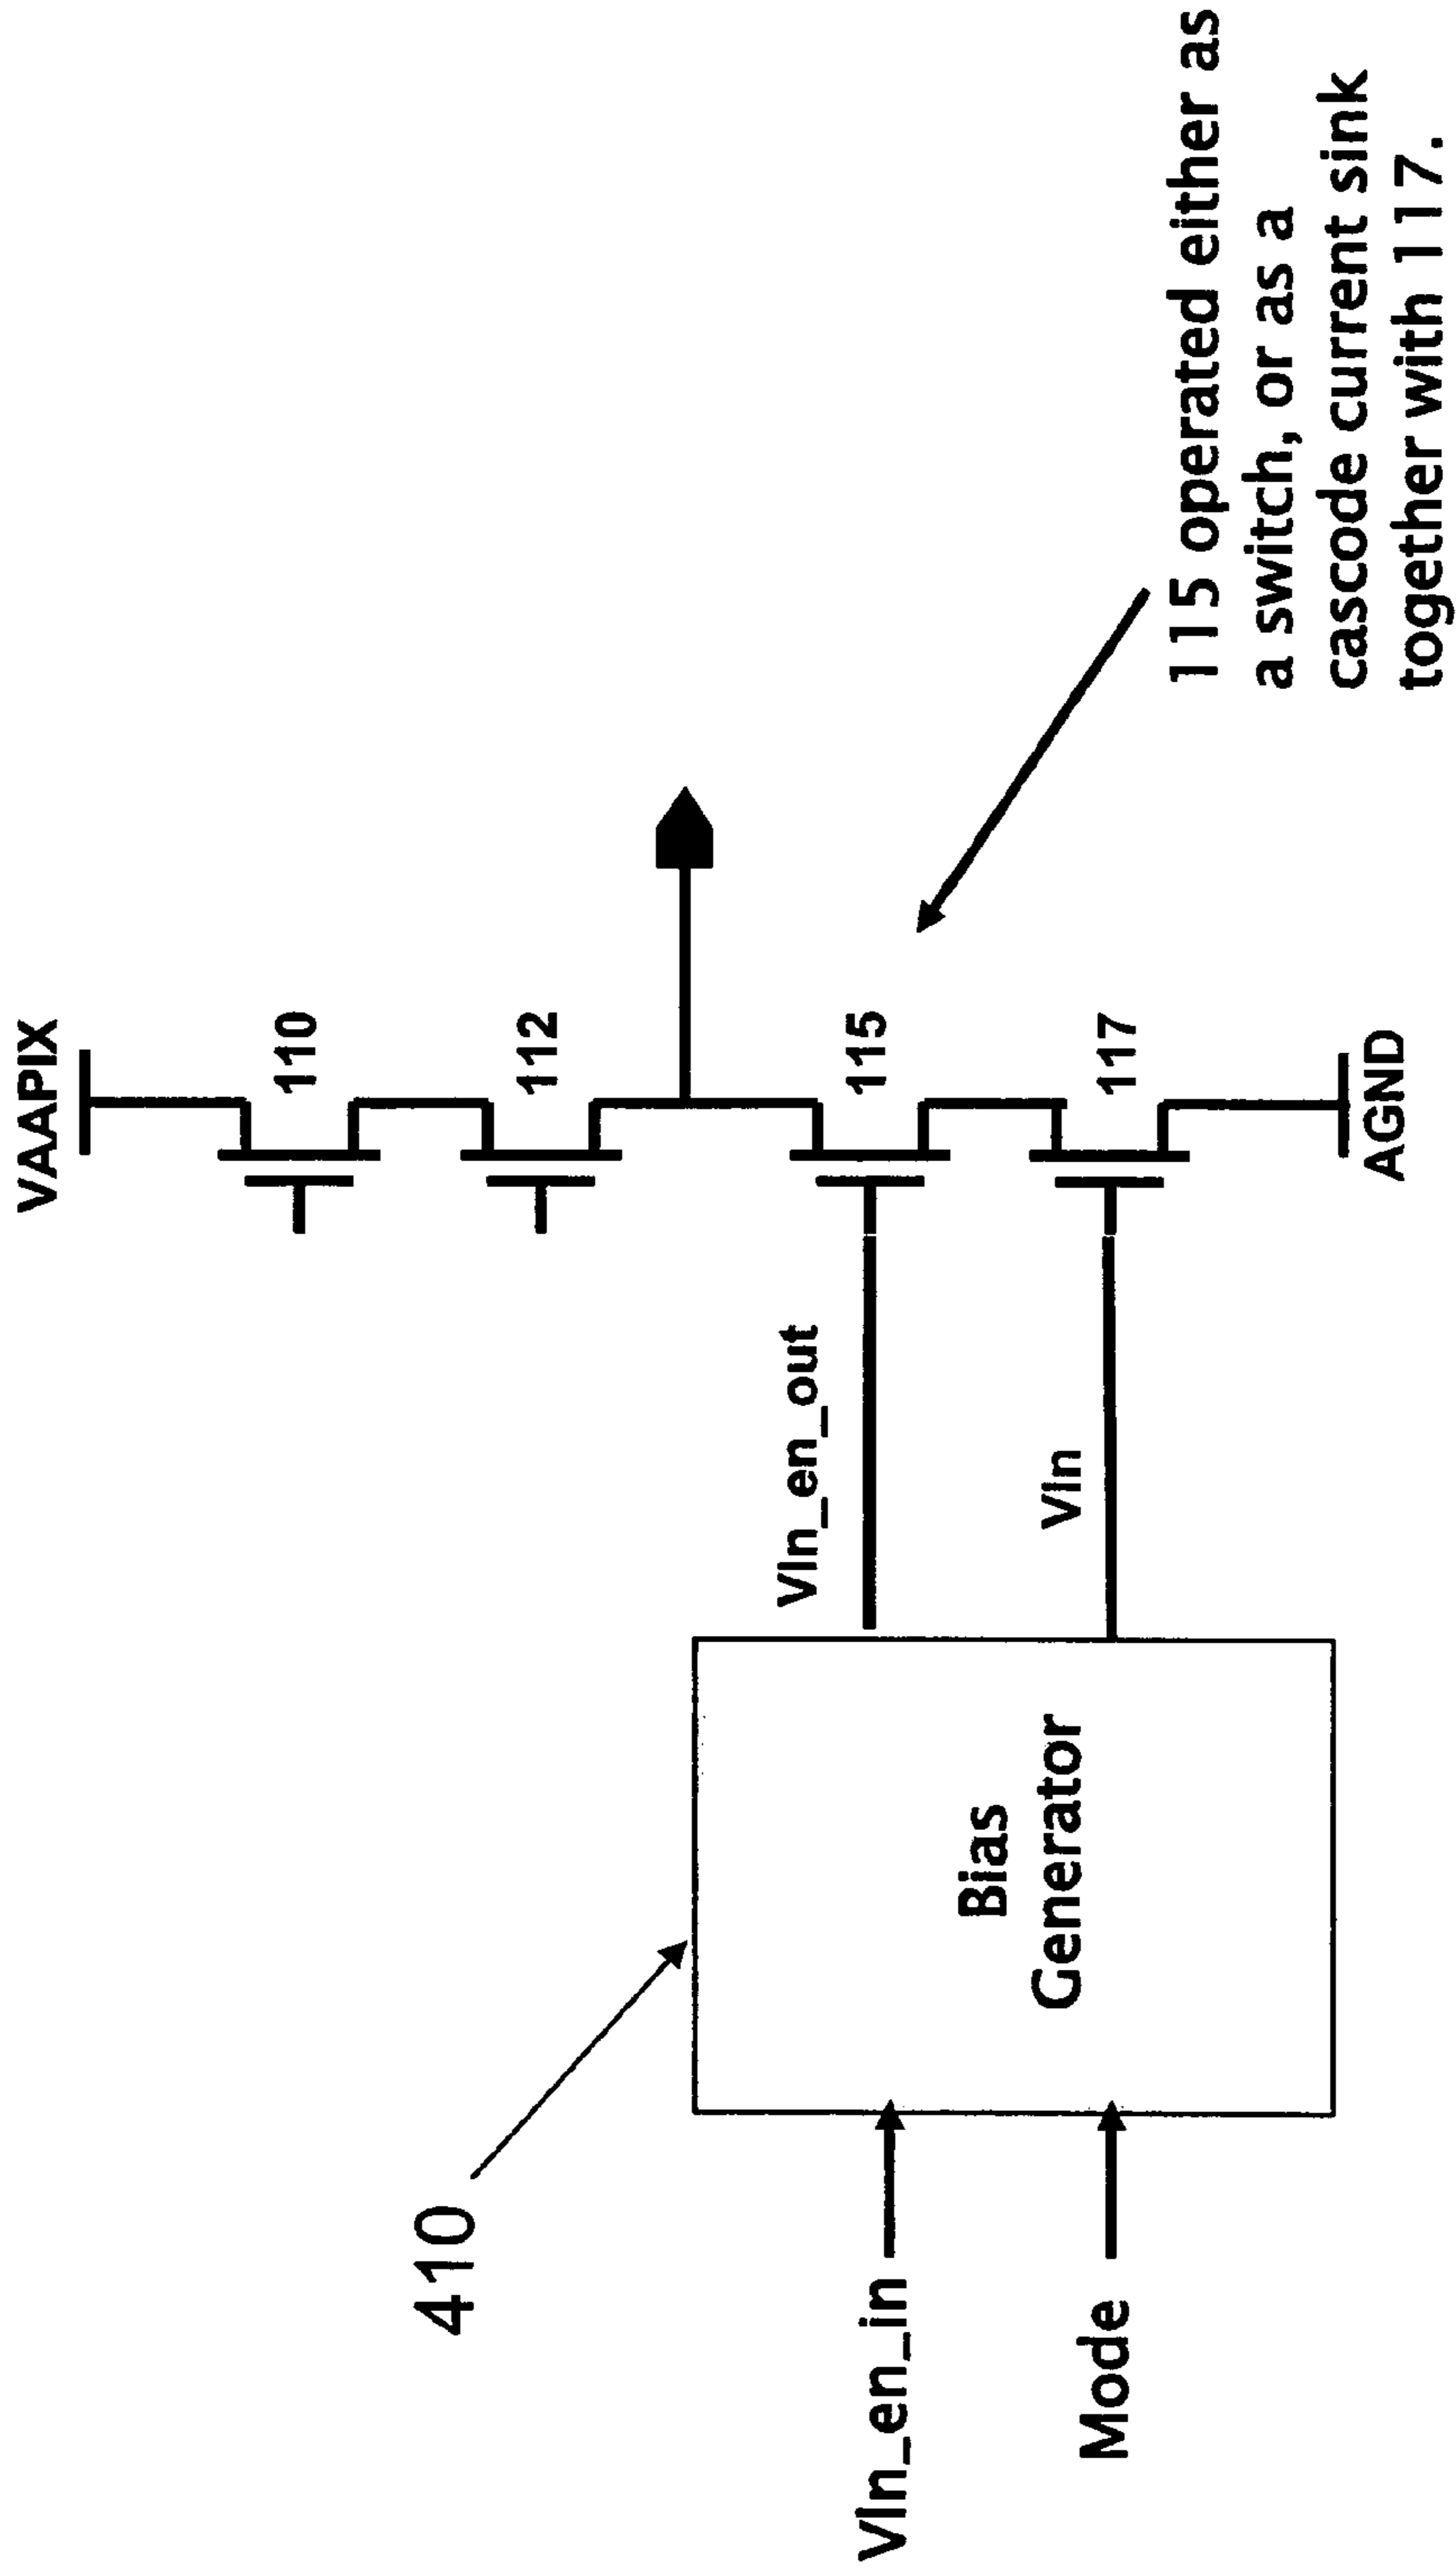 VAAPIX
110
410
112
Vln_en_out
115
Vln_en_in
Bias
Generator
Vln
Mode
117
AGND
115 operated either as
a switch, or as a
cascode current sink
together with 117.